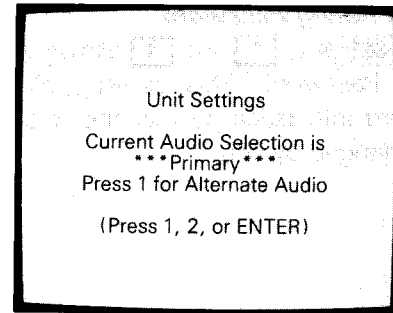 Unit Settings
Current Audio Selection is
***Primary***
Press 1 for Alternate Audio
(Press 1, 2, or ENTER)